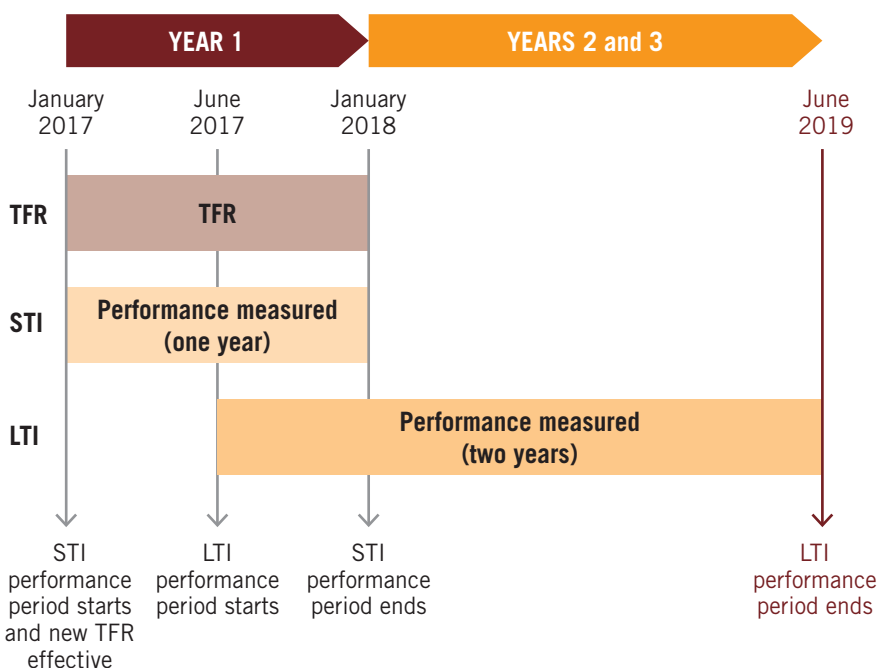 YEAR 1
YEARS 2 and 3
January
2017
June
2017
January
2018
June
2019
TFR
TFR
STI
Performance measured
(one year)
LTI
Performance measured
(two years)
STI
performance
period starts
and new TFR
effective
LTI
performance
period starts
STI
performance
period ends
LTI
performance
period ends